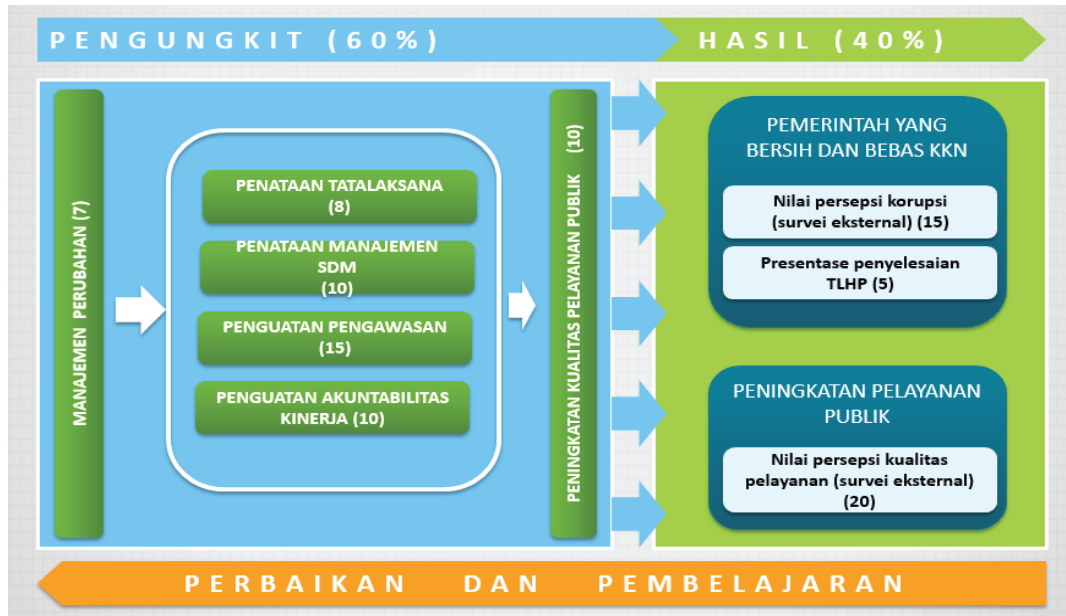 PENGUNGKIT (60%)
HASIL (40%)
MANAJEMEN PERUBAHAN (7)
PENATAAN TATALAKSANA
(8)
PENATAAN MANAJEMEN
SDM
(10)
PENGUATAN PENGAWASAN
(15)
PENGUATAN AKUNTABILITAS
KINERJA (10)
PENINGKATAN KUALITAS PELAYANAN PUBLIK (10)
PEMERINTAH YANG
BERSIH DAN BEBAS KKN
Nilai persepsi korupsi
(survei eksternal) (15)
Presentase penyelesaian
TLHP (5)
PENINGKATAN PELAYANAN
PUBLIK
Nilai persepsi kualitas
pelayanan (survei eksternal)
(20)
PERBAIKAN DAN PEMBELAJARAN